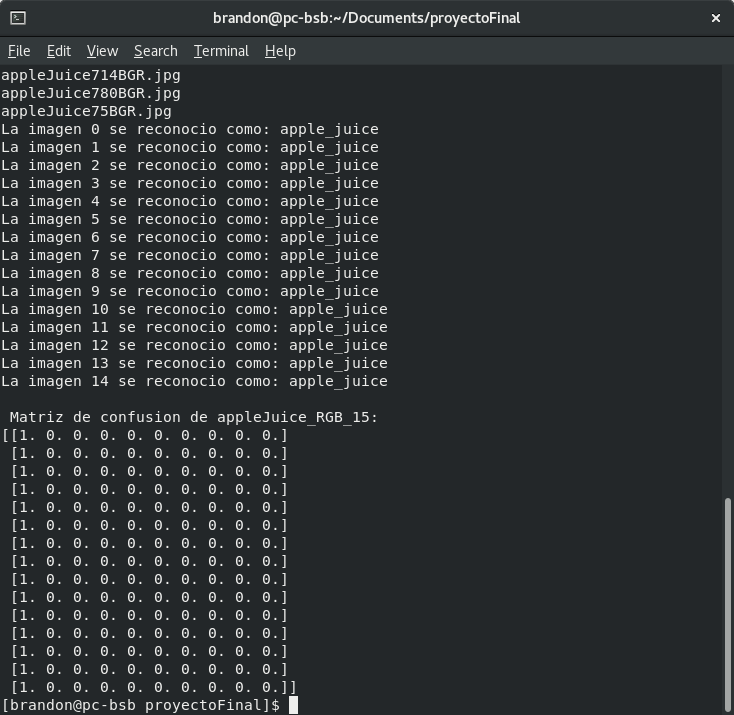 brandon@pc-bsb:~/Documents/proyectoFinal
File Edit View Search Terminal Help
appleJuice714BGR.jpg
appleJuice780BGR.jpg
appleJuice75BGR.jpg
La imagen 0 se reconocio como: apple_juice
La imagen 1 se reconocio como: apple_juice
La imagen 2 se reconocio como: apple_juice
La imagen 3 se reconocio como: apple_juice
La imagen 4 se reconocio como: apple_juice
La imagen 5 se reconocio como: apple_juice
La imagen 6 se reconocio como: apple_juice
La imagen 7 se reconocio como: apple_juice
La imagen 8 se reconocio como: apple_juice
La imagen 9 se reconocio como: apple_juice
La imagen 10 se reconocio como: apple_juice
La imagen 11 se reconocio como: apple_juice
La imagen 12 se reconocio como: apple_juice
La imagen 13 se reconocio como: apple_juice
La imagen 14 se reconocio como: apple_juice
Matriz de confusion de appleJuice_RGB_15:
[[1. 0. 0. 0. 0. 0. 0. 0. 0. 0.]
[1. 0. 0. 0. 0. 0. 0. 0. 0. 0.]
[1. 0. 0. 0. 0. 0. 0. 0. 0. 0.]
[1. 0. 0. 0. 0. 0. 0. 0. 0. 0.]
[1. 0. 0. 0. 0. 0. 0. 0. 0. 0.]
[1. 0. 0. 0. 0. 0. 0. 0. 0. 0.]
[1. 0. 0. 0. 0. 0. 0. 0. 0. 0.]
[1. 0. 0. 0. 0. 0. 0. 0. 0. 0.]
[1. 0. 0. 0. 0. 0. 0. 0. 0. 0.]
[1. 0. 0. 0. 0. 0. 0. 0. 0. 0.]
[1. 0. 0. 0. 0. 0. 0. 0. 0. 0.]
[1. 0. 0. 0. 0. 0. 0. 0. 0. 0.]
[1. 0. 0. 0. 0. 0. 0. 0. 0. 0.]
[1. 0. 0. 0. 0. 0. 0. 0. 0. 0.]
[1. 0. 0. 0. 0. 0. 0. 0. 0. 0.]]
[brandon@pc-bsb proyectoFinal]$